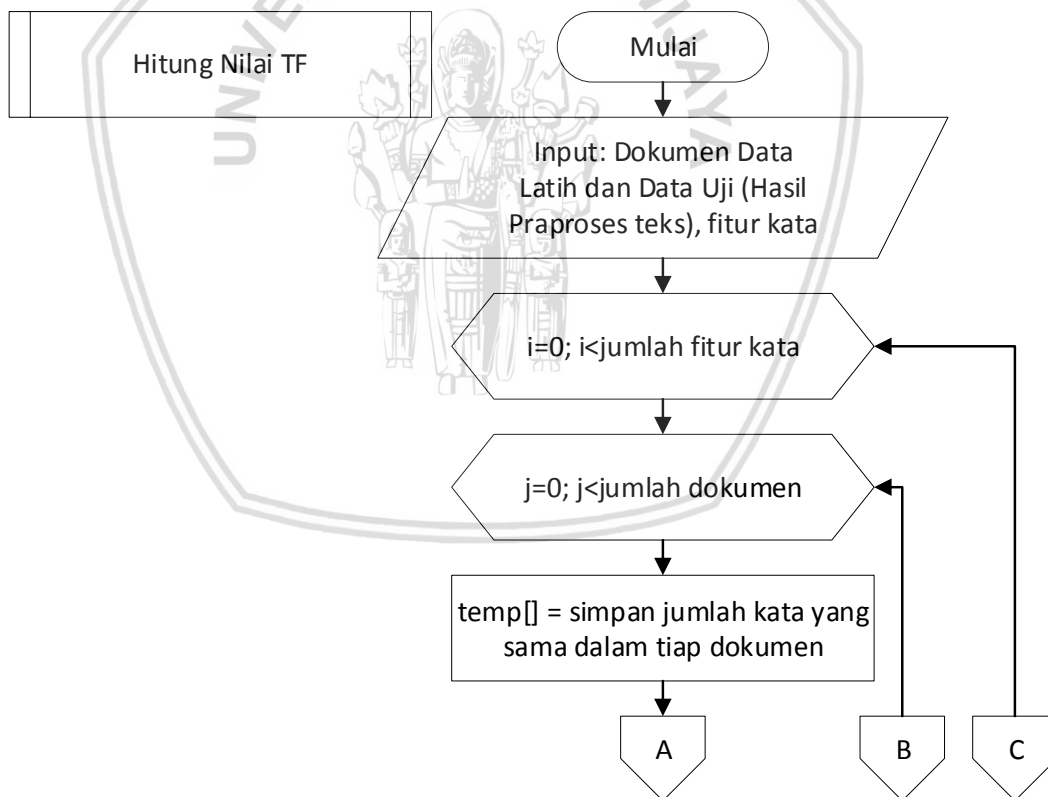 Hitung Nilai TF
Mulai
Input: Dokumen Data
Latih dan Data Uji (Hasil
Praproses teks), fitur kata
i=0; i<jumlah fitur kata
j=0; j<jumlah dokumen
temp[] = simpan jumlah kata yang
sama dalam tiap dokumen
A
B
C